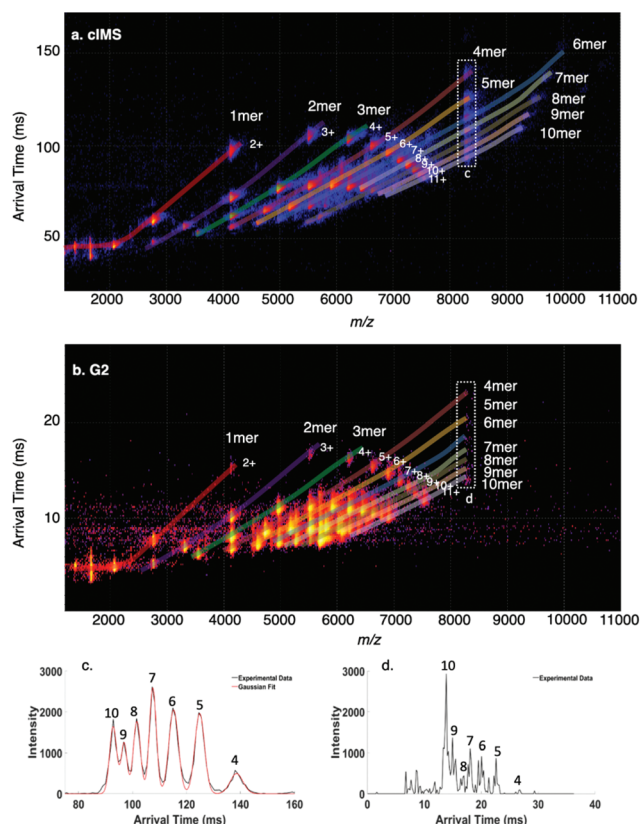 a. cIMS
150
100
50
Arrival Time (ms)
1mer
2mer
3mer
4mer
5mer
6mer
7mer
8mer
9mer
10mer
2+
3+
4+
5+
6+
7+
8+
9+
10+
11+
c
2000 3000 4000 5000 6000 7000 8000 9000 10000 11000
m/z
b. G2
20
10
Arrival Time (ms)
1mer
2mer
3mer
4mer
5mer
6mer
7mer
8mer
9mer
10mer
2+
3+
4+
5+
6+
7+
8+
9+
10+
11+
d
2000 3000 4000 5000 6000 7000 8000 9000 10000 11000
m/z
c.
Experimental Data
Gaussian Fit
3000
2000
1000
0
Intensity
10
9
8
7
6
5
4
80 100 120 140 160
Arrival Time (ms)
d.
Experimental Data
3000
2000
1000
0
Intensity
10
9
8
7
6
5
4
0 10 20 30 40
Arrival Time (ms)